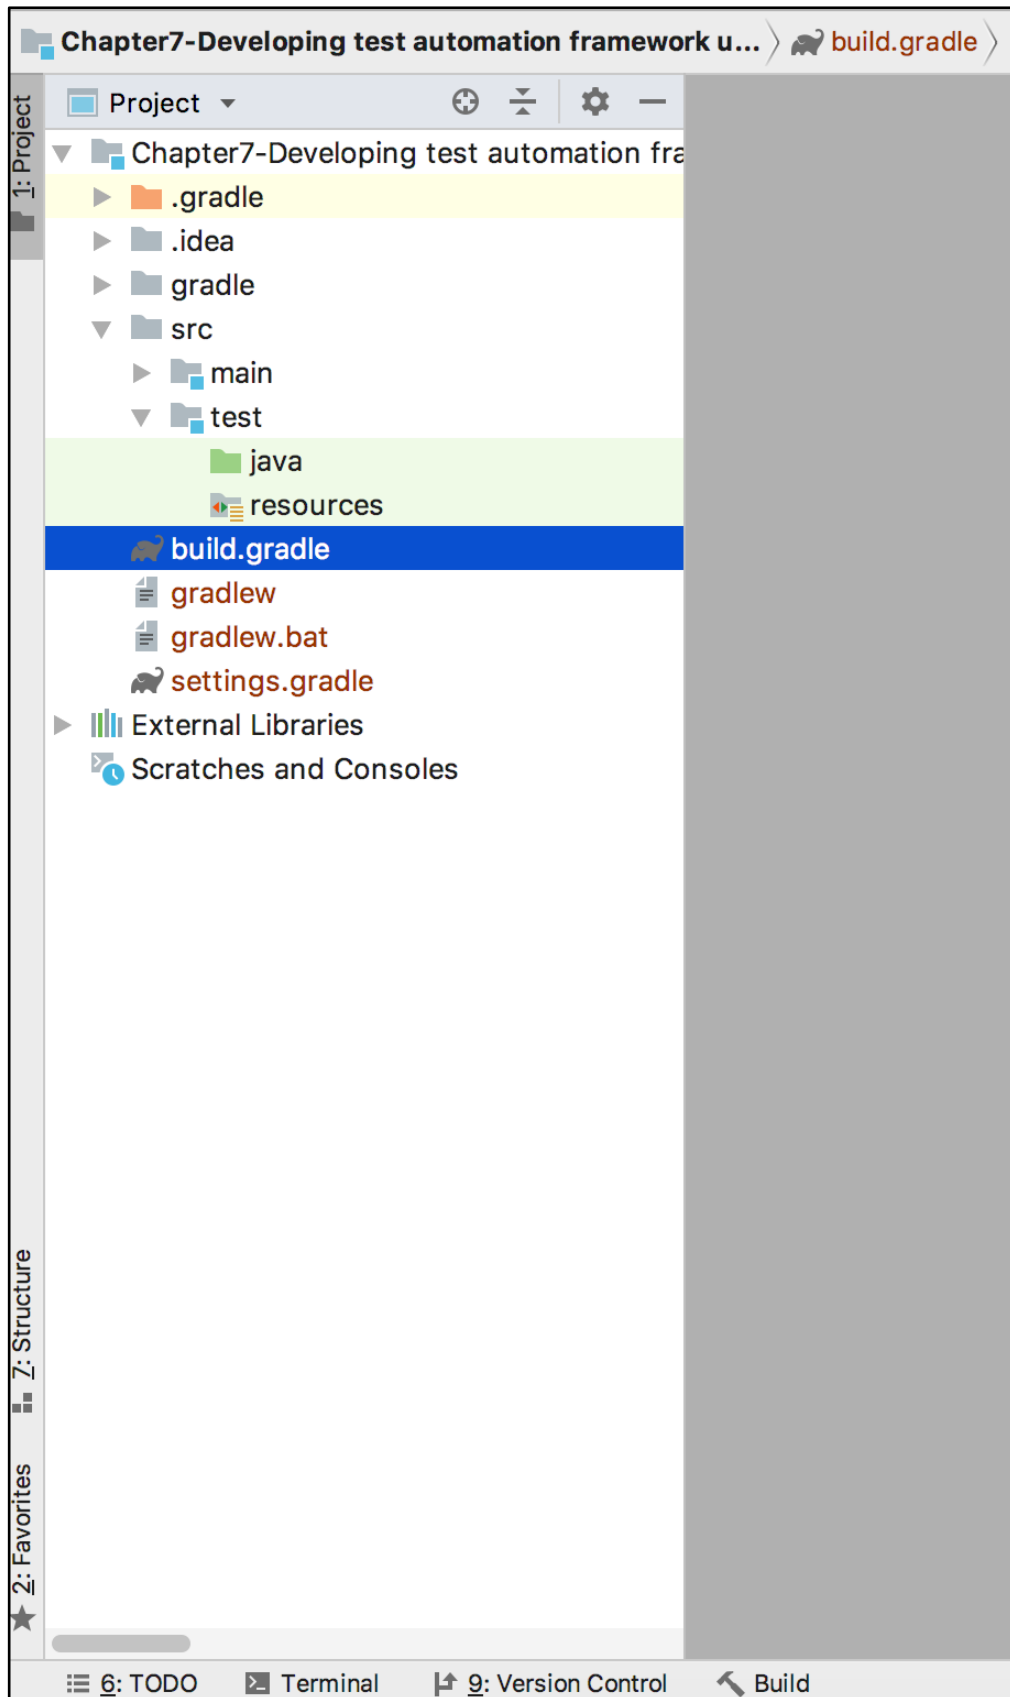 Chapter7-Developing test automation framework u... build.gradle
Project
1: Project
Chapter7-Developing test automation fra
.gradle
.idea
gradle
src
main
test
java
resources
build.gradle
gradlew
gradlew.bat
settings.gradle
External Libraries
Scratches and Consoles
7: Structure
2: Favorites
6: TODO Terminal 9: Version Control Build